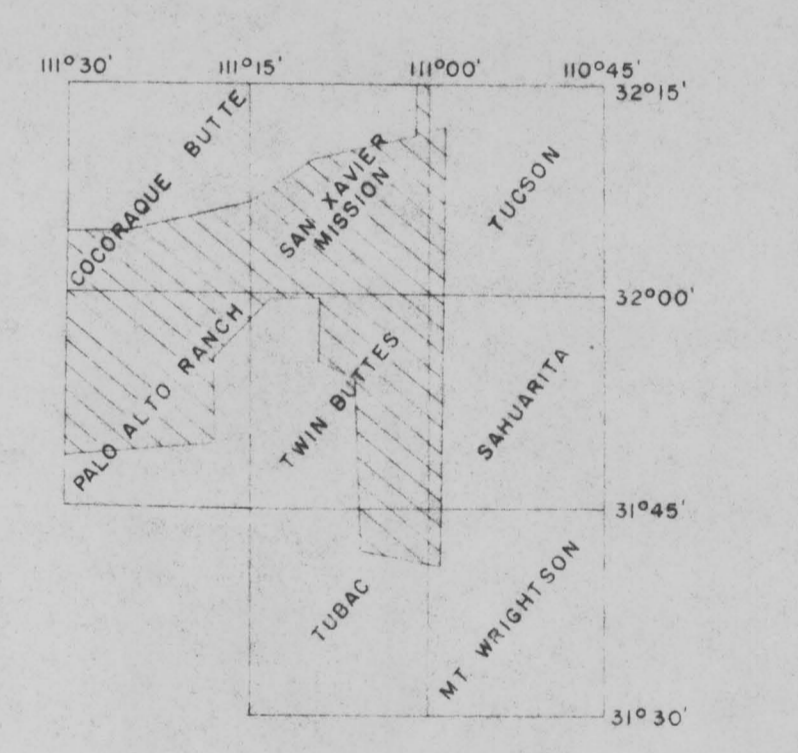 111°30' 111°15' 111°00' 110°45'
32°15'
COCORAQUE BUTTE
SAN XAVIER
MISSION
TUCSON
32°00'
PALO ALTO RANCH
TWIN BUTTES
SAHUARITA
31°45'
TUBAC
MT WRIGHTSON
31°30'